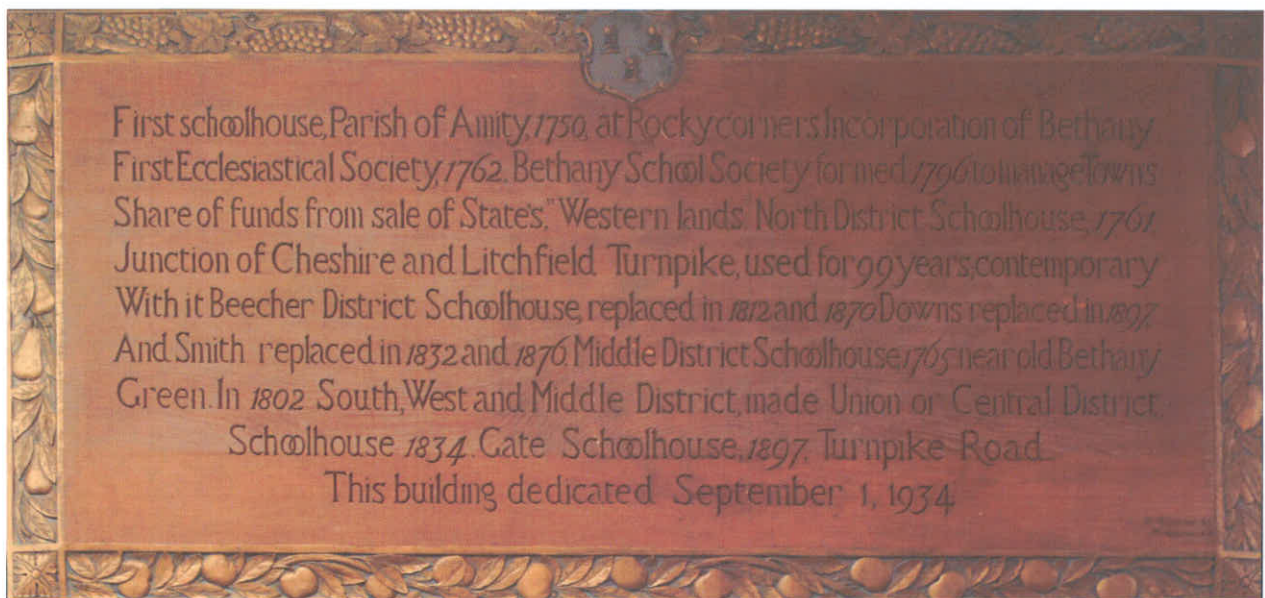 First schoolhouse, Parish of Amity, 1750, at Rocky corners. Incorporation of Bethany
First Ecclesiastical Society, 1762. Bethany School Society formed 1796 to manage Towns
Share of funds from sale of State's, "Western lands." North District Schoolhouse, 1761,
Junction of Cheshire and Litchfield Turnpike, used for 99 years; contemporary
With it Beecher District Schoolhouse, replaced in 1812 and 1870 Downs replaced in 1897,
And Smith replaced in 1832 and 1876. Middle District Schoolhouse 1765 near old Bethany
Green. In 1802 South, West and Middle District, made Union or Central District,
Schoolhouse 1834. Gate Schoolhouse, 1897, Turnpike Road.
This building dedicated September 1, 1934.